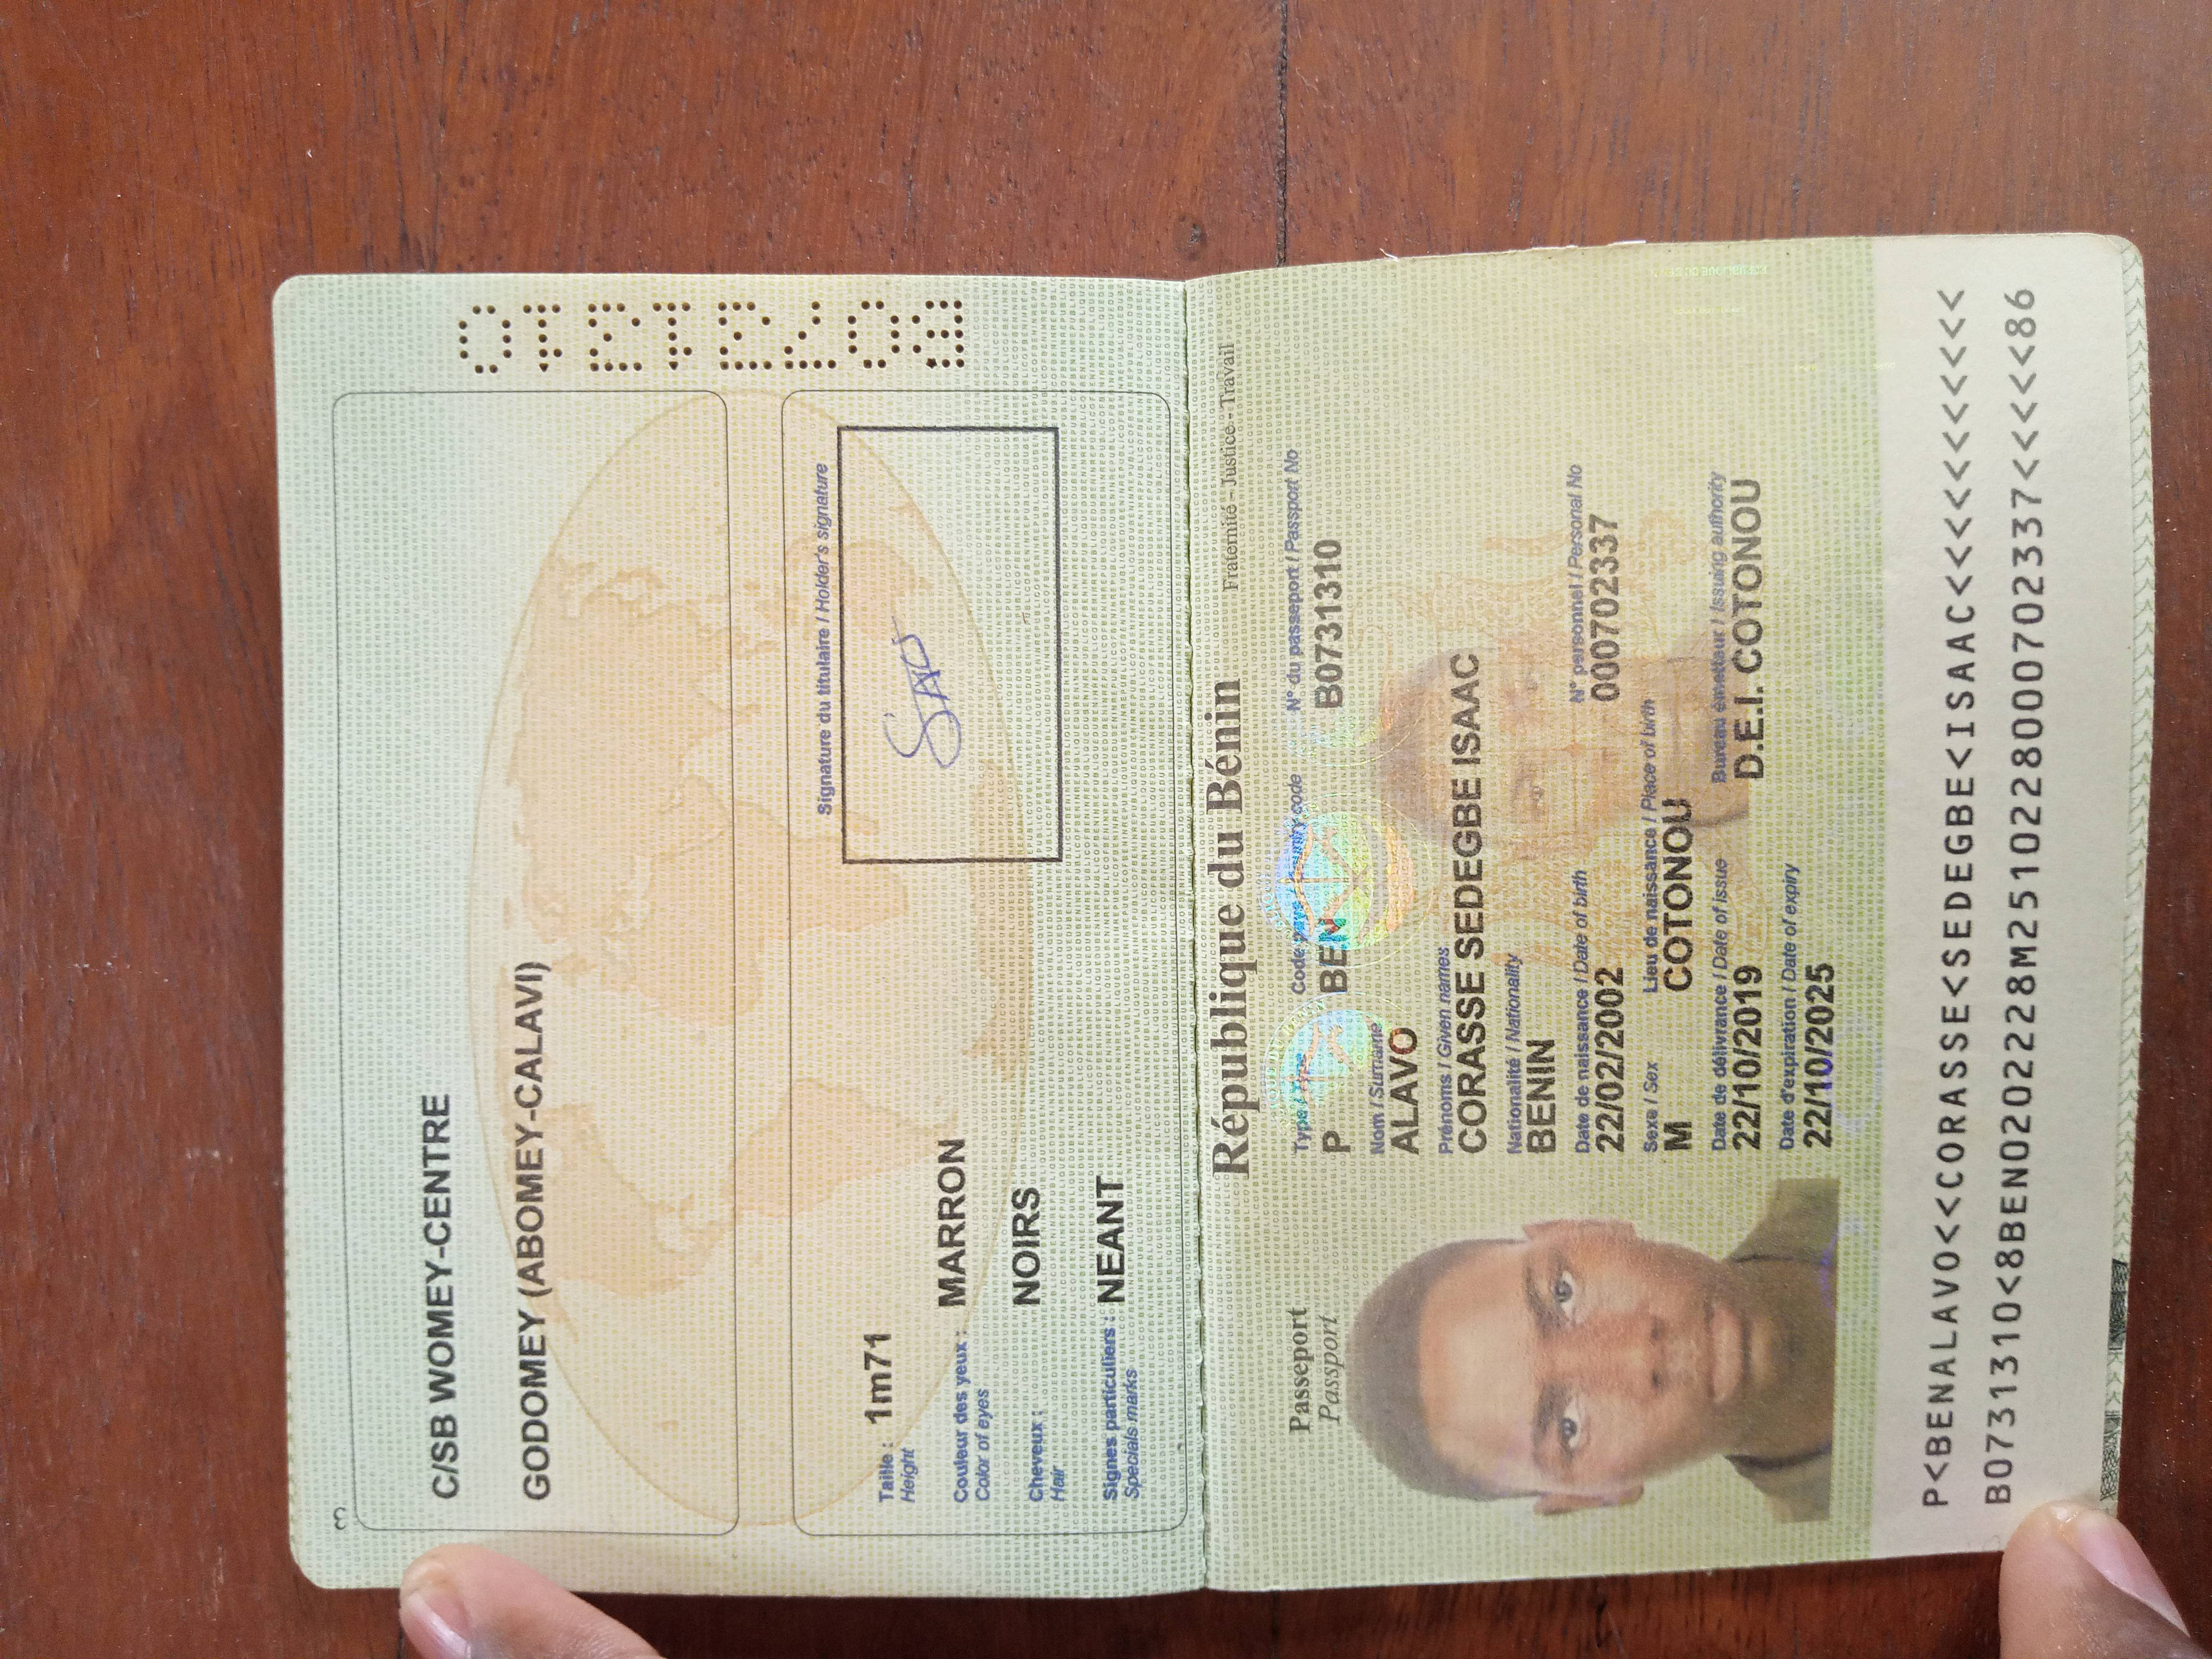 3
C/SB WOMEY-CENTRE
GODOMEY (ABOMEY-CALAVI)
B0731310
Signature du titulaire / Holder's signature
Taille : 1m71
Height
Couleur des yeux : MARRON
Color of eyes
Cheveux : NOIRS
Hair
Signes particuliers : NEANT
Specials marks
République du Bénin Fraternité - Justice - Travail
Passeport
Passport
Type / Code pays / country code N° du passeport / Passport No
P BEN B0731310
Nom / Surname
ALAVO
Prénoms / Given names
CORASSE SEDEGBE ISAAC
Nationalité / Nationality
BENIN
Date de naissance / Date of birth N° personnel / Personal No
22/02/2002 000702337
Sexe / Sex Lieu de naissance / Place of birth
M COTONOU
Date de délivrance / Date of issue Bureau émetteur / Issuing authority
22/10/2019 D.E.I. COTONOU
Date d'expiration / Date of expiry
22/10/2025
P<BENALAVO<<CORASSE<SEDEGBE<ISAAC<<<<<<<<<<<
B0731310<8BEN0202228M2510228000702337<<<<<86